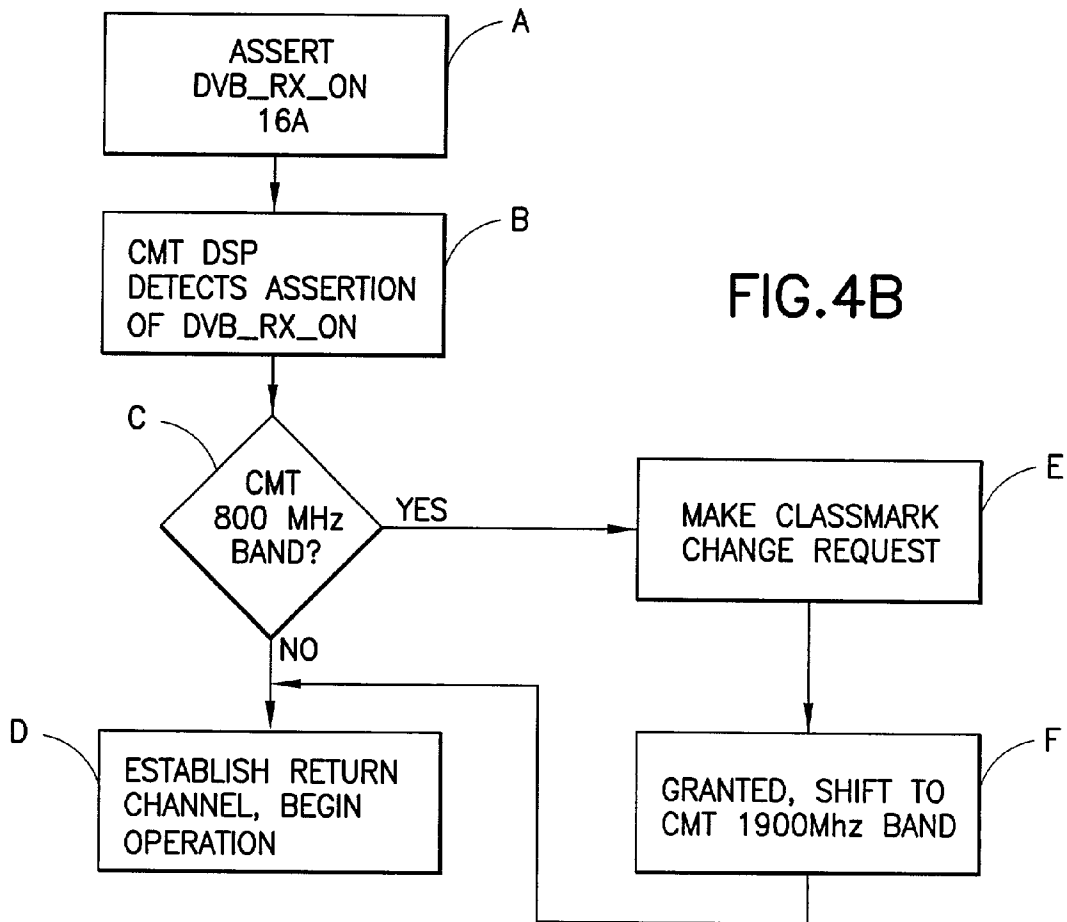 ASSERT
DVB_RX_ON
16A
A
CMT DSP
DETECTS ASSERTION
OF DVB_RX_ON
B
FIG.4B
C
CMT
800 MHz
BAND?
YES
NO
MAKE CLASSMARK
CHANGE REQUEST
E
D
ESTABLISH RETURN
CHANNEL, BEGIN
OPERATION
GRANTED, SHIFT TO
CMT 1900Mhz BAND
F